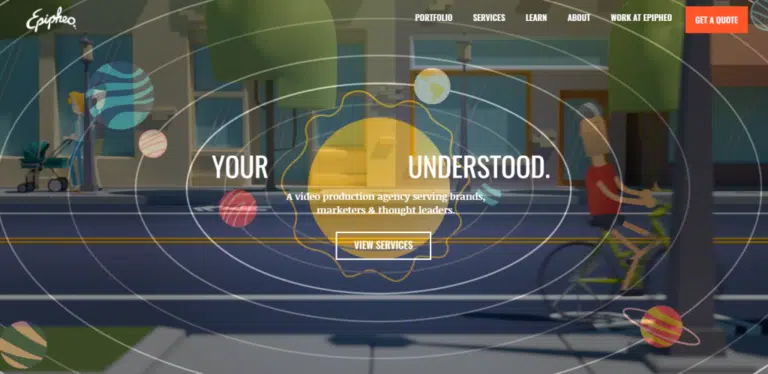 Epipheo
PORTFOLIO
SERVICES
LEARN
ABOUT
WORK AT EPIPHEO
GET A QUOTE
YOUR UNDERSTOOD.
A video production agency serving brands,
marketers & thought leaders.
VIEW SERVICES